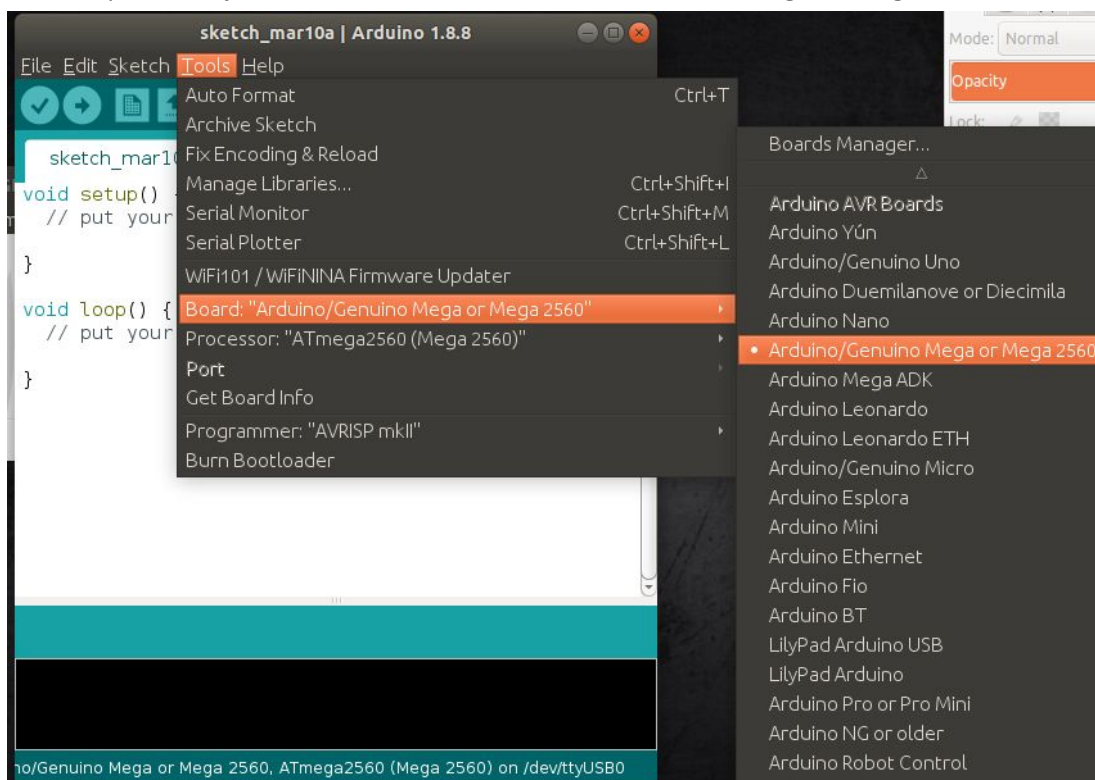 sketch_mar10a | Arduino 1.8.8
File Edit Sketch Tools Help
sketch_mar10
void setup() {
// put your
}
void loop() {
// put your
}
Auto Format Ctrl+T
Archive Sketch
Fix Encoding & Reload
Manage Libraries... Ctrl+Shift+I
Serial Monitor Ctrl+Shift+M
Serial Plotter Ctrl+Shift+L
WiFi101 / WiFiNINA Firmware Updater
Board: "Arduino/Genuino Mega or Mega 2560"
Processor: "ATmega2560 (Mega 2560)"
Port
Get Board Info
Programmer: "AVRISP mkII"
Burn Bootloader
Mode: Normal
Opacity
Lock:
Boards Manager...
Arduino AVR Boards
Arduino Yún
Arduino/Genuino Uno
Arduino Duemilanove or Diecimila
Arduino Nano
Arduino/Genuino Mega or Mega 2560
Arduino Mega ADK
Arduino Leonardo
Arduino Leonardo ETH
Arduino/Genuino Micro
Arduino Esplora
Arduino Mini
Arduino Ethernet
Arduino Fio
Arduino BT
LilyPad Arduino USB
LilyPad Arduino
Arduino Pro or Pro Mini
Arduino NG or older
Arduino Robot Control
no/Genuino Mega or Mega 2560, ATmega2560 (Mega 2560) on /dev/ttyUSB0